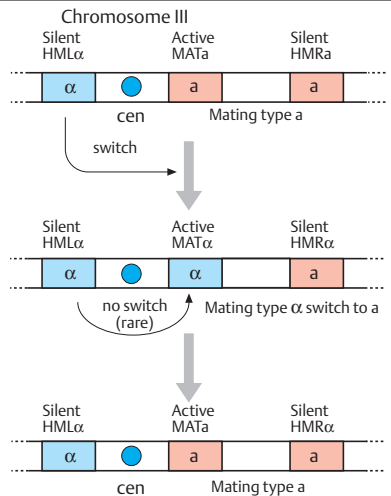 Chromosome III
Silent Active Silent
HMLα MATa HMRa
α a a
cen Mating type a
switch
Silent Active Silent
HMLα MATα HMRα
α α a
no switch Mating type α switch to a
(rare)
Silent Active Silent
HMLα MATa HMRα
α a a
cen Mating type a